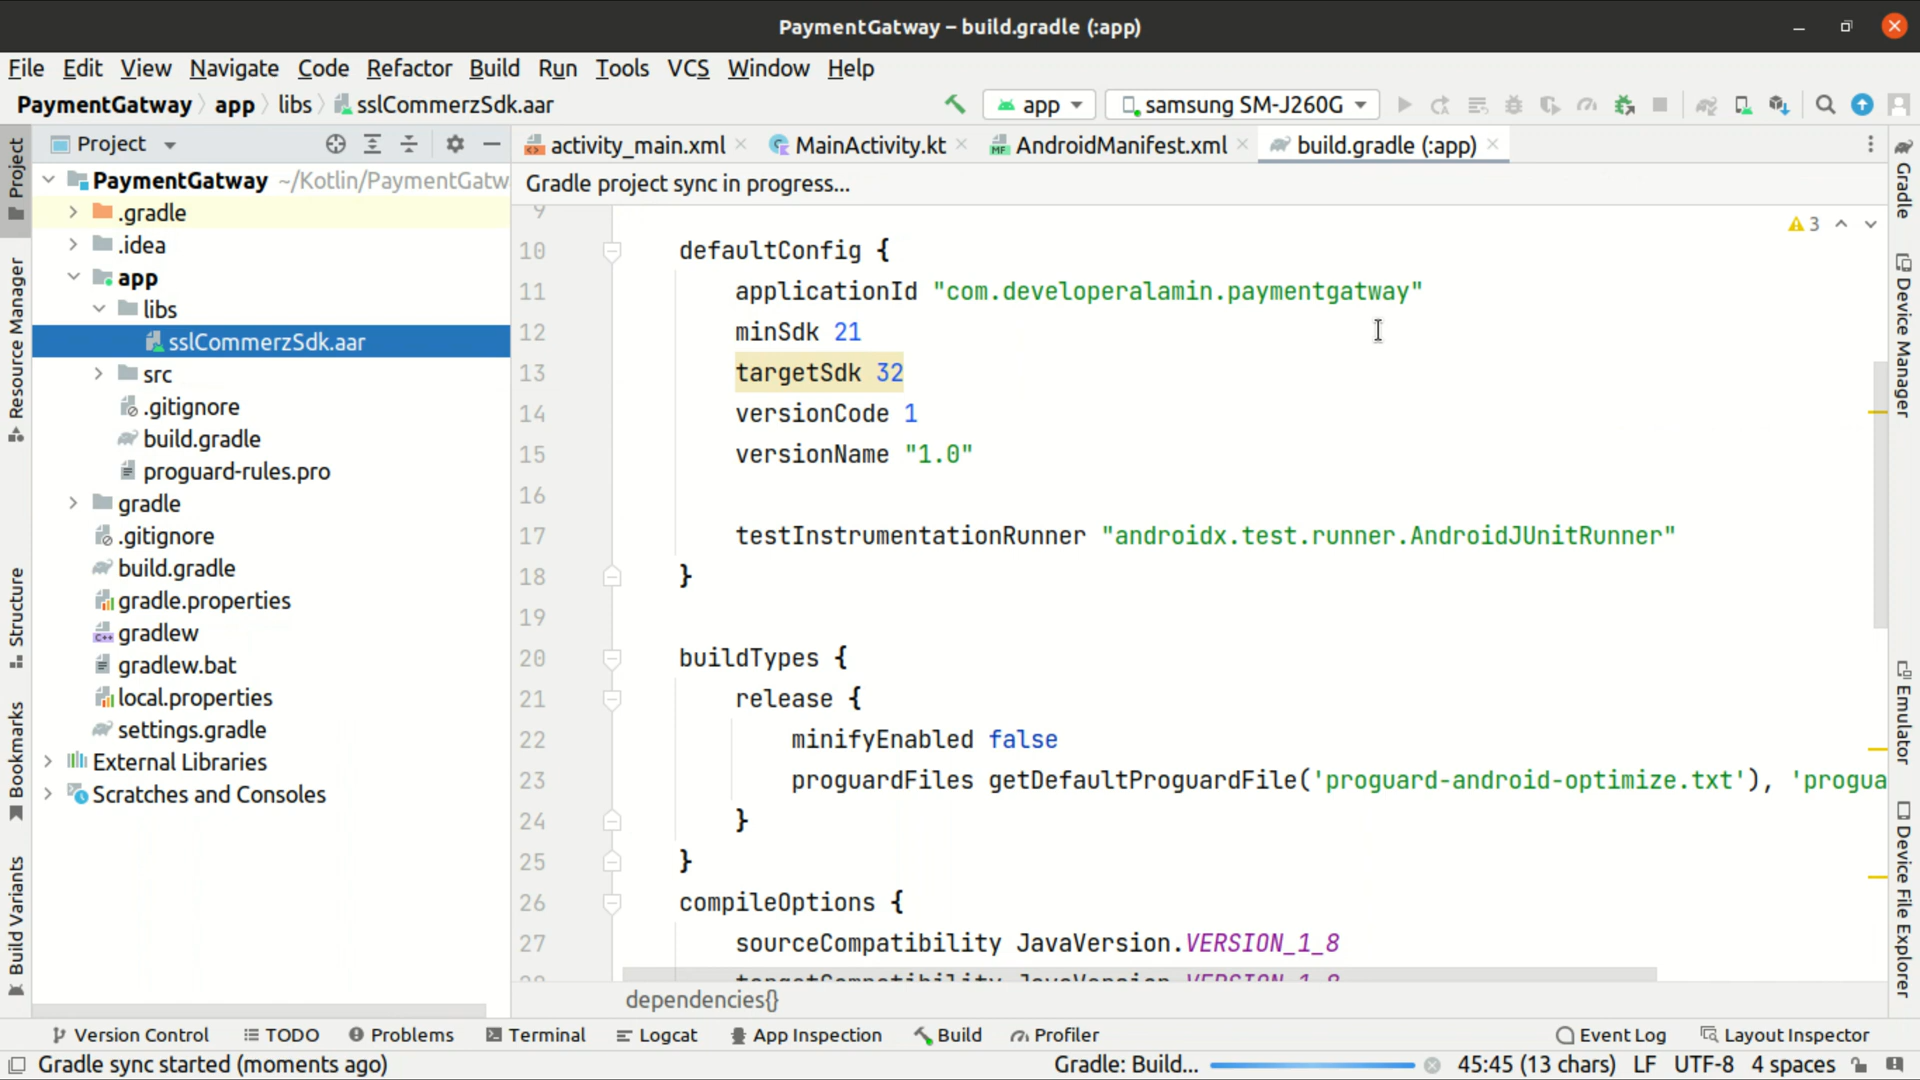 PaymentGatway – build.gradle (:app)
File Edit View Navigate Code Refactor Build Run Tools VCS Window Help
PaymentGatway app libs sslCommerzSdk.aar
app
samsung SM-J260G
Project
activity_main.xml
MainActivity.kt
AndroidManifest.xml
build.gradle (:app)
Gradle project sync in progress...
PaymentGatway ~/Kotlin/PaymentGatw
.gradle
.idea
app
libs
sslCommerzSdk.aar
src
.gitignore
build.gradle
proguard-rules.pro
gradle
.gitignore
build.gradle
gradle.properties
gradlew
gradlew.bat
local.properties
settings.gradle
External Libraries
Scratches and Consoles
3
9
10 defaultConfig {
11 applicationId "com.developeralamin.paymentgatway"
12 minSdk 21
13 targetSdk 32
14 versionCode 1
15 versionName "1.0"
16
17 testInstrumentationRunner "androidx.test.runner.AndroidJUnitRunner"
18 }
19
20 buildTypes {
21 release {
22 minifyEnabled false
23 proguardFiles getDefaultProguardFile('proguard-android-optimize.txt'), 'progua
24 }
25 }
26 compileOptions {
27 sourceCompatibility JavaVersion.VERSION_1_8
dependencies{}
Project
Resource Manager
Structure
Bookmarks
Build Variants
Gradle
Device Manager
Emulator
Device File Explorer
Version Control TODO Problems Terminal Logcat App Inspection Build Profiler Event Log Layout Inspector
Gradle sync started (moments ago) Gradle: Build... 45:45 (13 chars) LF UTF-8 4 spaces